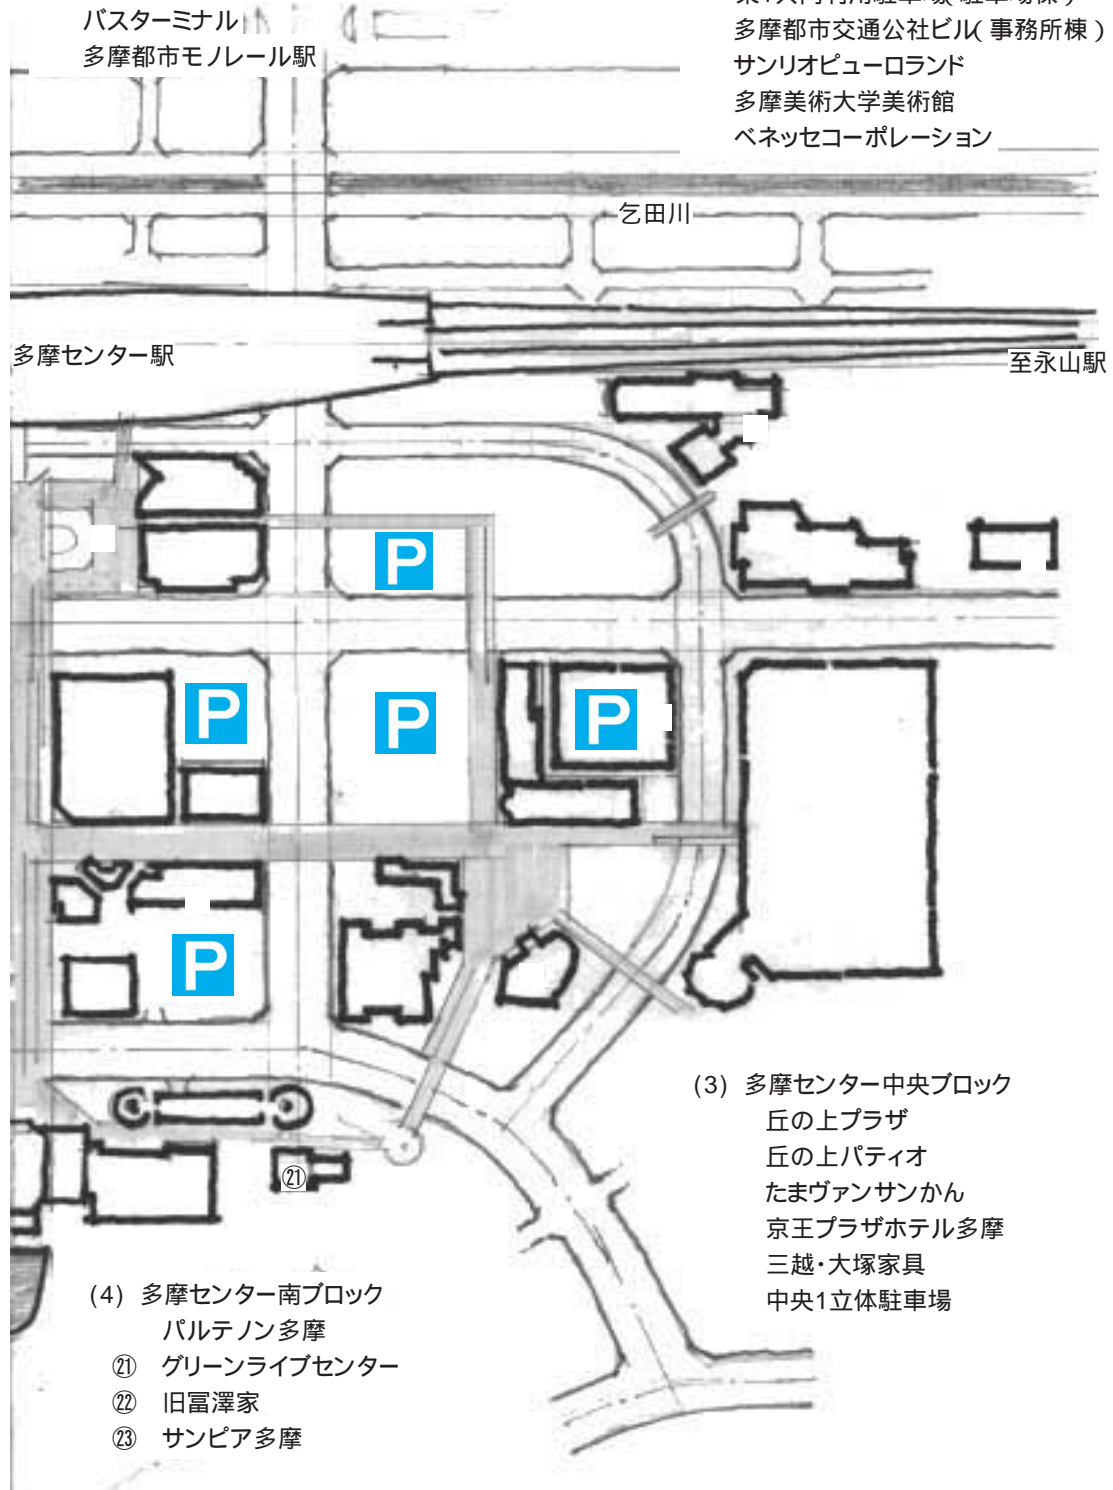 バスターミナル
多摩都市モノレール駅
多摩都市交通公社ビル(事務所棟)
サンリオピューロランド
多摩美術大学美術館
ベネッセコーポレーション
乞田川
多摩センター駅
至永山駅
P
P
P
P
P
(3) 多摩センター中央ブロック
丘の上プラザ
丘の上パティオ
たまヴァンサンかん
京王プラザホテル多摩
三越・大塚家具
中央1立体駐車場
㉑
(4) 多摩センター南ブロック
パルテノン多摩
㉑ グリーンライブセンター
㉒ 旧冨澤家
㉓ サンピア多摩